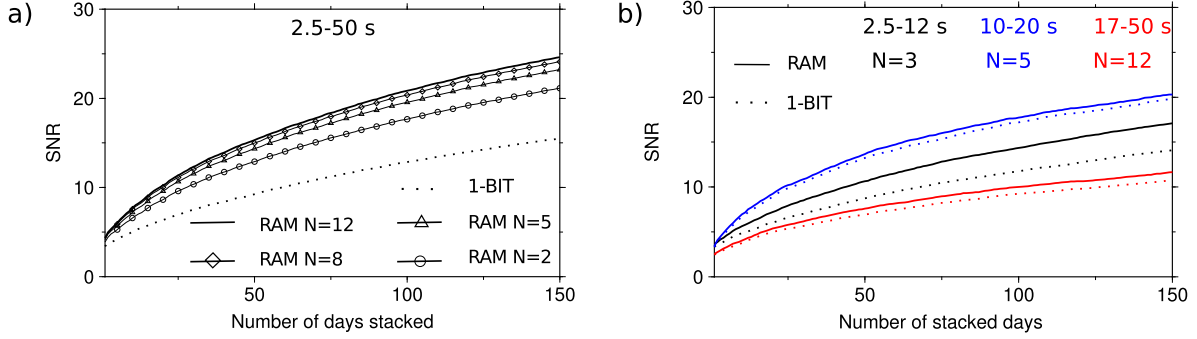 a)
2.5-50 s
30
20
10
0
SNR
1-BIT
RAM N=12
RAM N=5
RAM N=8
RAM N=2
50
100
150
Number of days stacked
b)
2.5-12 s
10-20 s
17-50 s
RAM
N=3
N=5
N=12
1-BIT
30
20
10
0
SNR
50
100
150
Number of stacked days